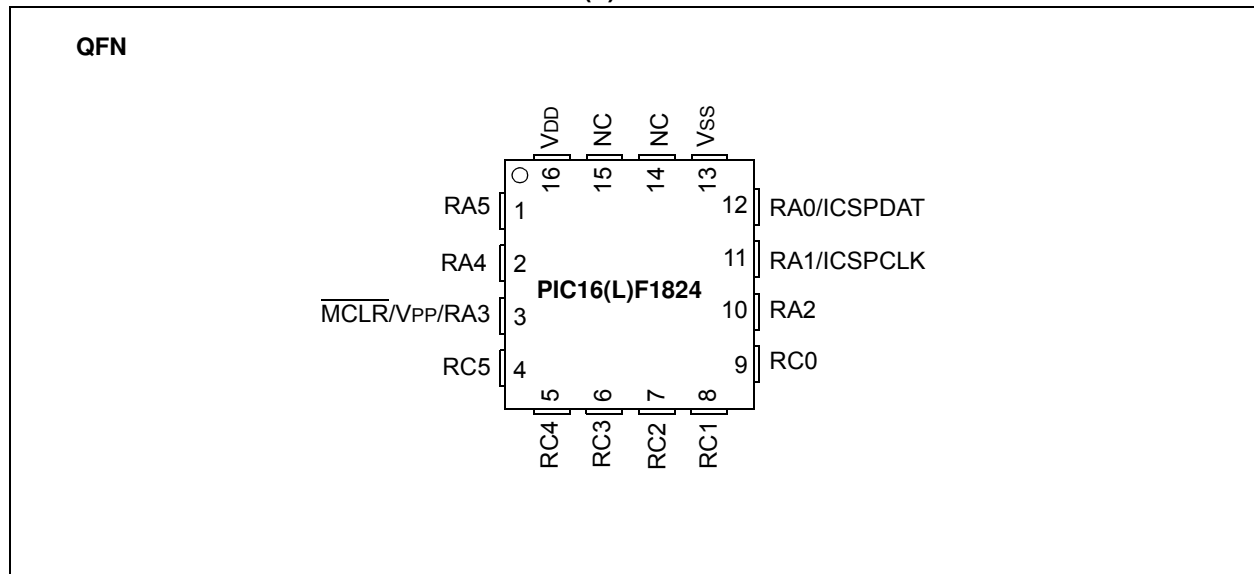 QFN
VDD
NC
NC
VSS
16
15
14
13
RA5
1
12
RA0/ICSPDAT
RA4
2
11
RA1/ICSPCLK
PIC16(L)F1824
MCLR/VPP/RA3
3
10
RA2
RC5
4
9
RC0
5
6
7
8
RC4
RC3
RC2
RC1